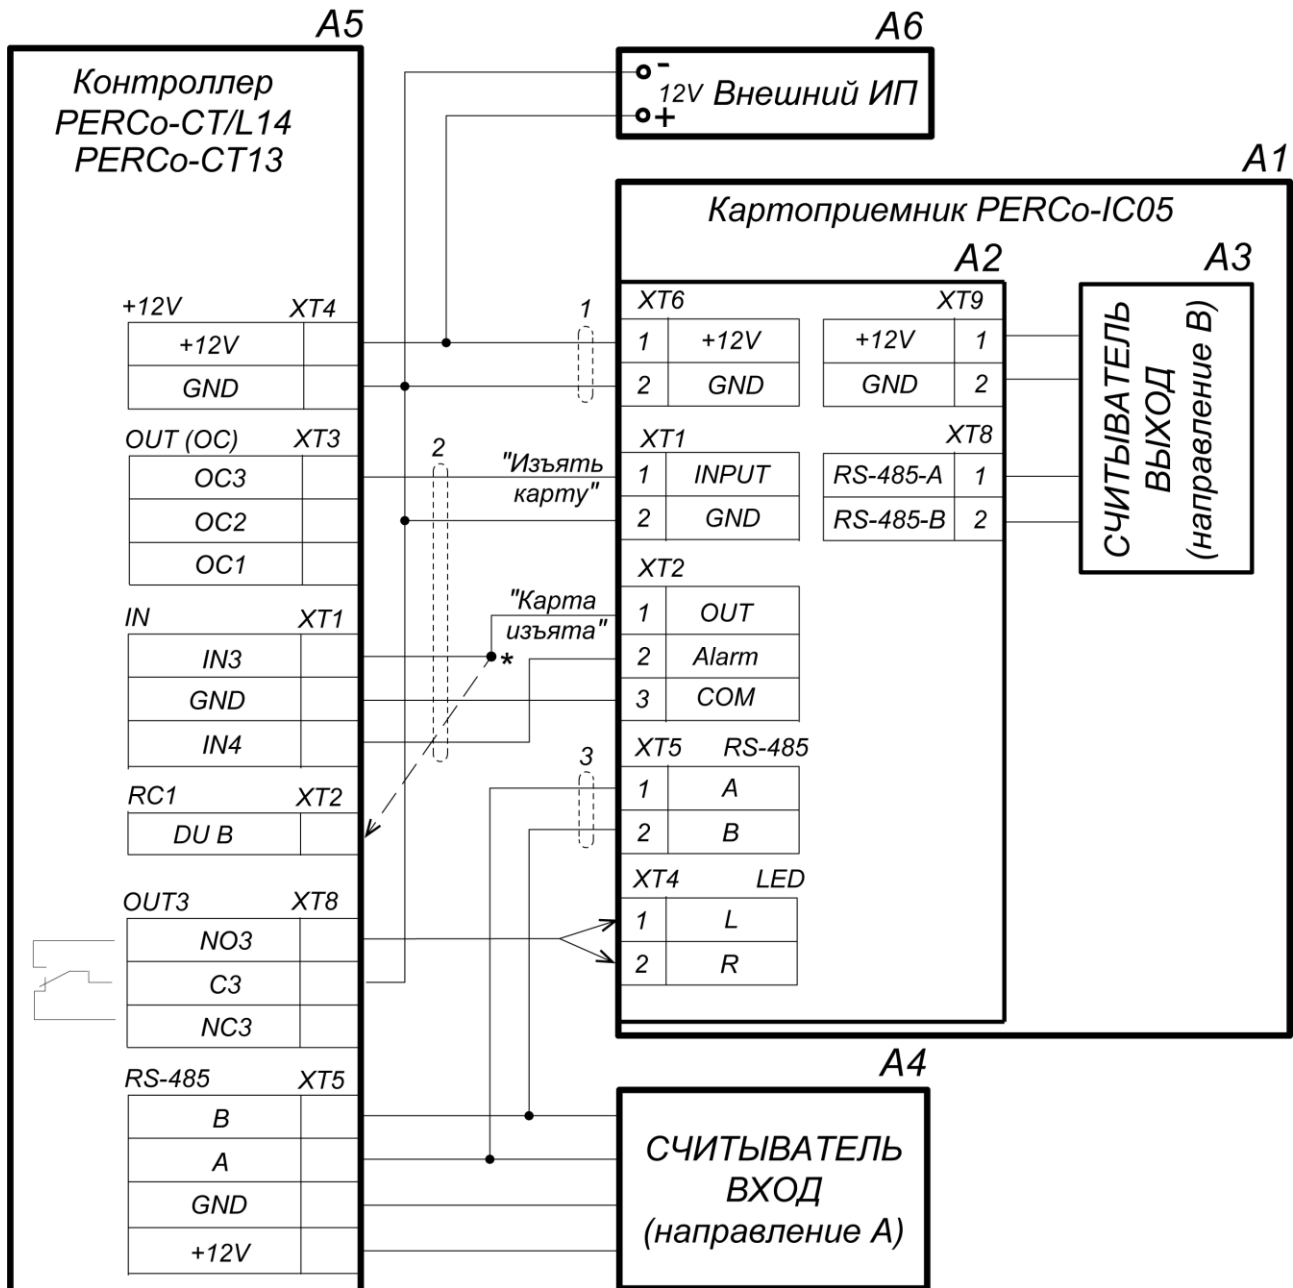 A5
Контроллер
PERCo-CT/L14
PERCo-CT13
A6
-
12V Внешний ИП
+
A1
Картоприемник PERCo-IC05
A2
A3
+12V XT4
+12V
GND
OUT (OC) XT3
OC3
OC2
OC1
IN XT1
IN3
GND
IN4
RC1 XT2
DU B
OUT3 XT8
NO3
C3
NC3
RS-485 XT5
B
A
GND
+12V
1
2
"Изъять
карту"
"Карта
изъята"
*
3
XT6
1 +12V
2 GND
XT1
1 INPUT
2 GND
XT2
1 OUT
2 Alarm
3 COM
XT5 RS-485
1 A
2 B
XT4 LED
1 L
2 R
XT9
+12V 1
GND 2
XT8
RS-485-A 1
RS-485-B 2
СЧИТЫВАТЕЛЬ
ВЫХОД
(направление B)
A4
СЧИТЫВАТЕЛЬ
ВХОД
(направление A)